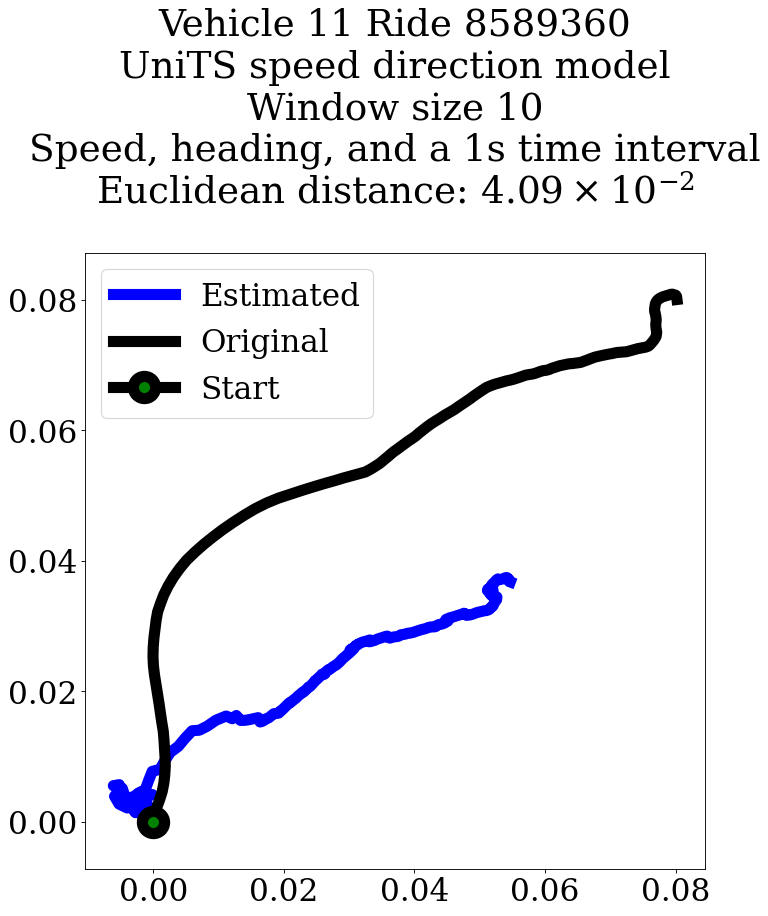 Vehicle 11 Ride 8589360
UniTS speed direction model
Window size 10
Speed, heading, and a 1s time interval
Euclidean distance: 4.09 × 10⁻²
Estimated
Original
Start
0.08
0.06
0.04
0.02
0.00
0.00 0.02 0.04 0.06 0.08